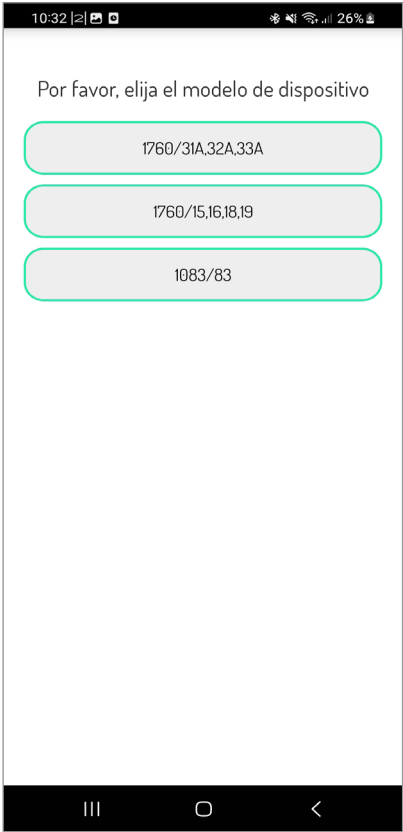 10:32 |2| 26%
Por favor, elija el modelo de dispositivo
1760/31A,32A,33A
1760/15,16,18,19
1083/83